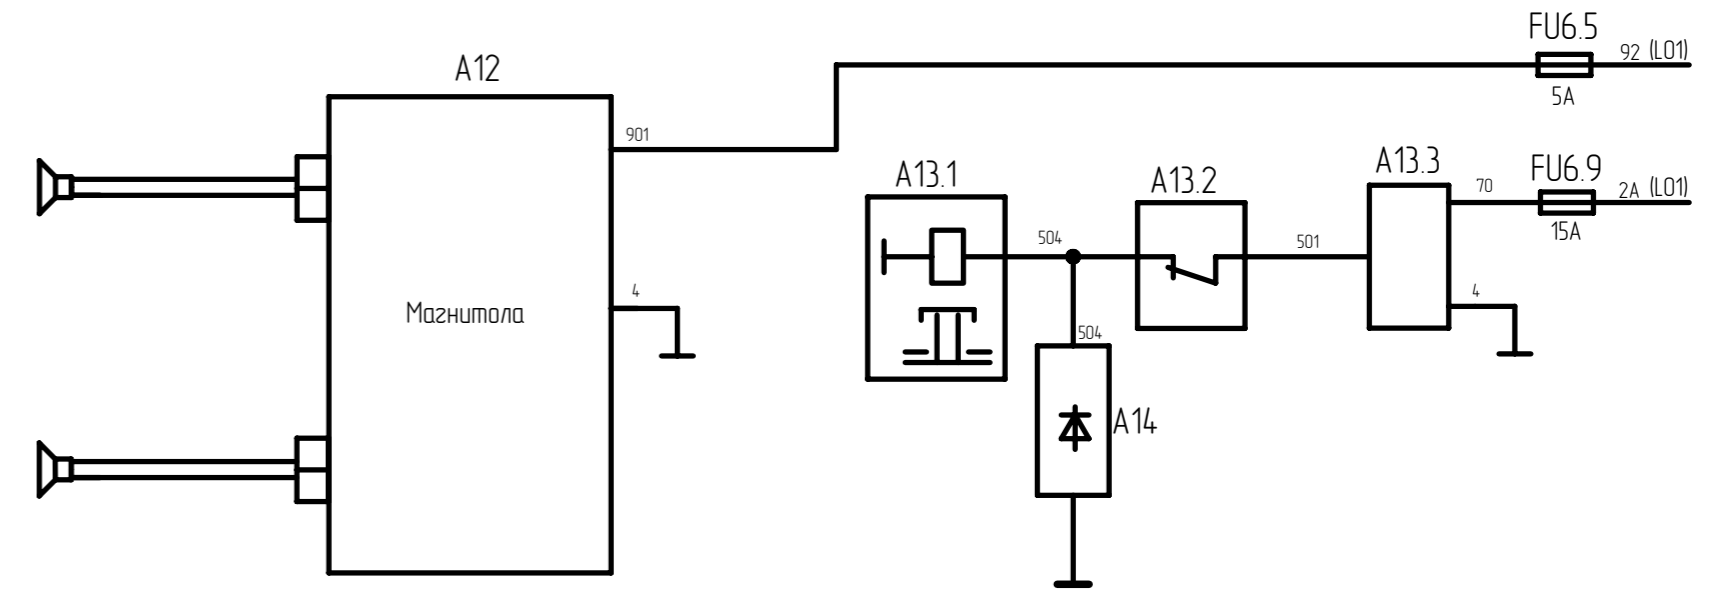 FU6.5
92 (L01)
5A
A12
901
A13.1
A13.2
A13.3
FU6.9
70
2A (L01)
15A
504
501
4
Магнитола
4
504
A14